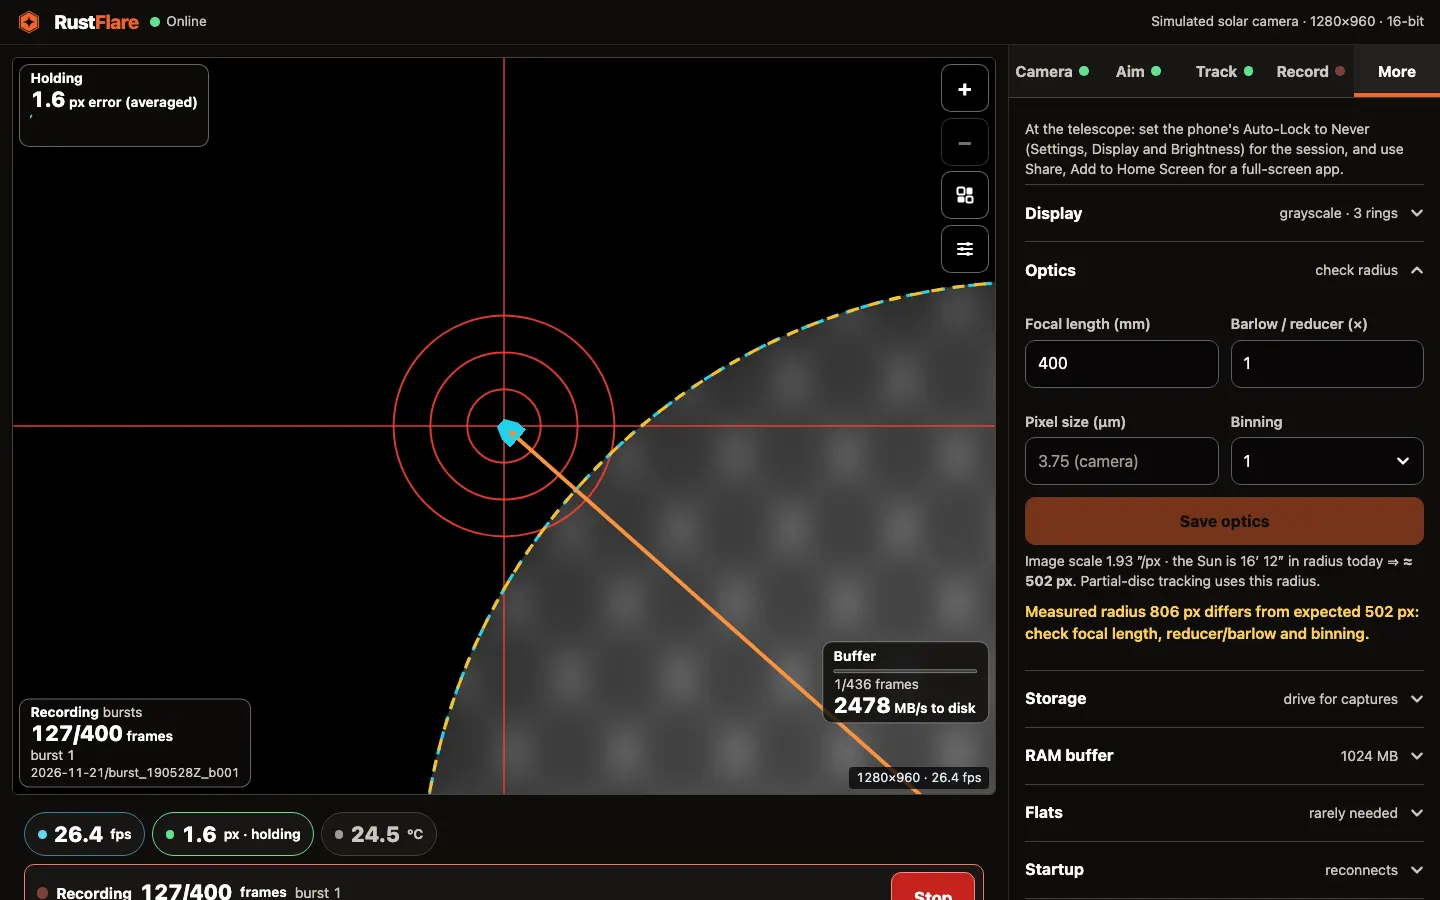 RustFlare Online
Simulated solar camera · 1280×960 · 16-bit
Holding
1.6 px error (averaged)
+
−
Recording bursts
127/400 frames
burst 1
2026-11-21/burst_190528Z_b001
Buffer
1/436 frames
2478 MB/s to disk
1280×960 · 26.4 fps
26.4 fps
1.6 px · holding
24.5 °C
Recording 127/400 frames burst 1
Stop
Camera Aim Track Record More
At the telescope: set the phone's Auto-Lock to Never
(Settings, Display and Brightness) for the session, and use
Share, Add to Home Screen for a full-screen app.
Display grayscale · 3 rings
Optics check radius
Focal length (mm) Barlow / reducer (×)
400 1
Pixel size (µm) Binning
3.75 (camera) 1
Save optics
Image scale 1.93 ″/px · the Sun is 16′ 12″ in radius today ⇒ ≈
502 px. Partial-disc tracking uses this radius.
Measured radius 806 px differs from expected 502 px:
check focal length, reducer/barlow and binning.
Storage drive for captures
RAM buffer 1024 MB
Flats rarely needed
Startup reconnects